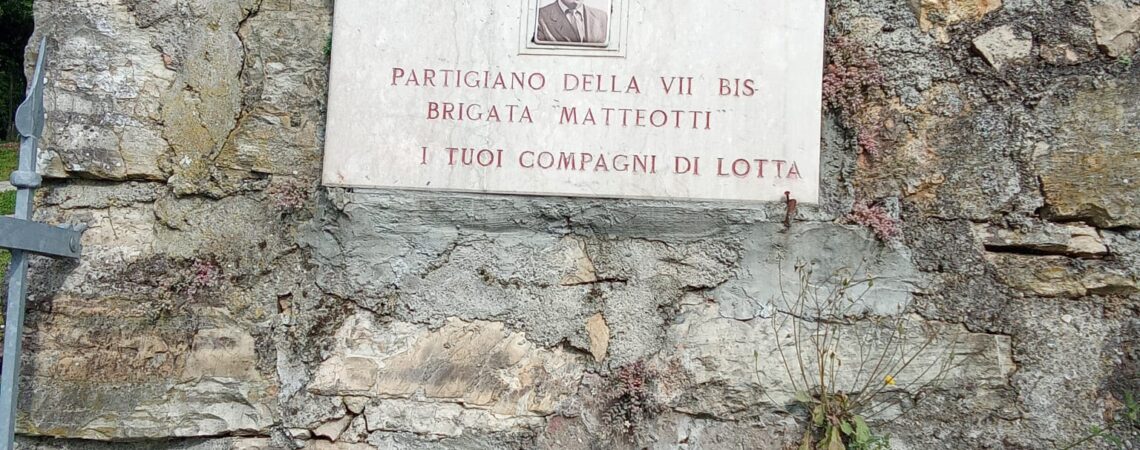 PARTIGIANO DELLA VII BIS-
BRIGATA "MATTEOTTI"
I TUOI COMPAGNI DI LOTTA